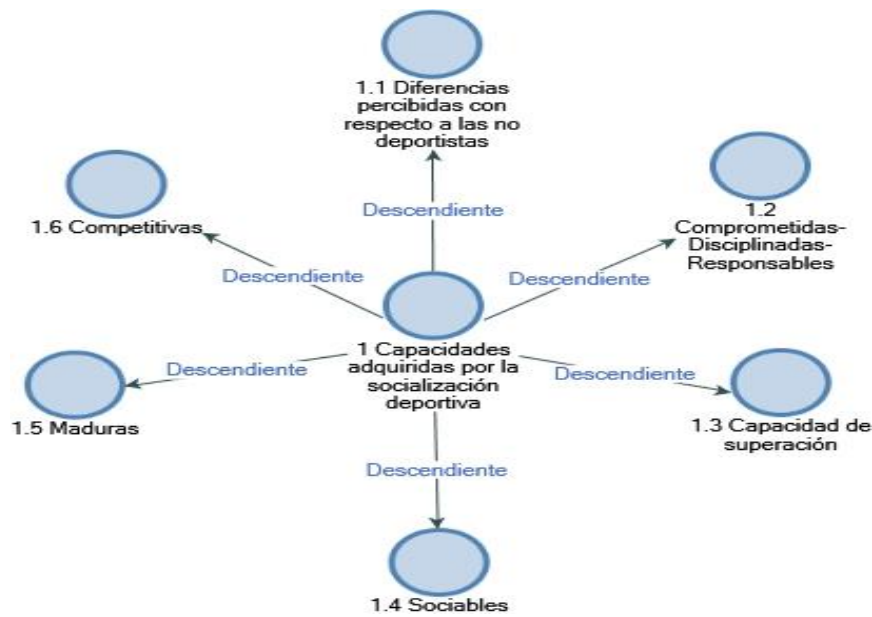 1.1 Diferencias
percibidas con
respecto a las no
deportistas
Descendiente
1.6 Competitivas
Descendiente
1.2
Comprometidas-
Disciplinadas-
Responsables
Descendiente
1 Capacidades
adquiridas por la
socialización
deportiva
Descendiente
1.5 Maduras
Descendiente
1.3 Capacidad de
superación
Descendiente
1.4 Sociables